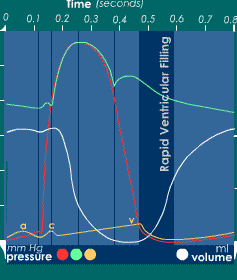 Time (seconds)
0 0.1 0.2 0.3 0.4 0.5 0.6 0.7 0.8
Rapid Ventricular Filling
a c v
mm Hg ml
pressure volume